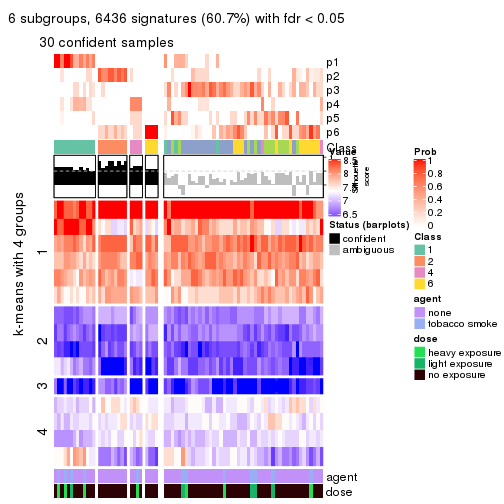 6 subgroups, 6436 signatures (60.7%) with fdr < 0.05
30 confident samples
p1
p2
p3
p4
p5
p6
Class
Silhouette
score
k-means with 4 groups
1
2
3
4
agent
dose
Value
8.5
8
7.5
7
6.5
Status (barplots)
confident
ambiguous
Prob
1
0.8
0.6
0.4
0.2
0
Class
1
2
4
6
agent
none
tobacco smoke
dose
heavy exposure
light exposure
no exposure